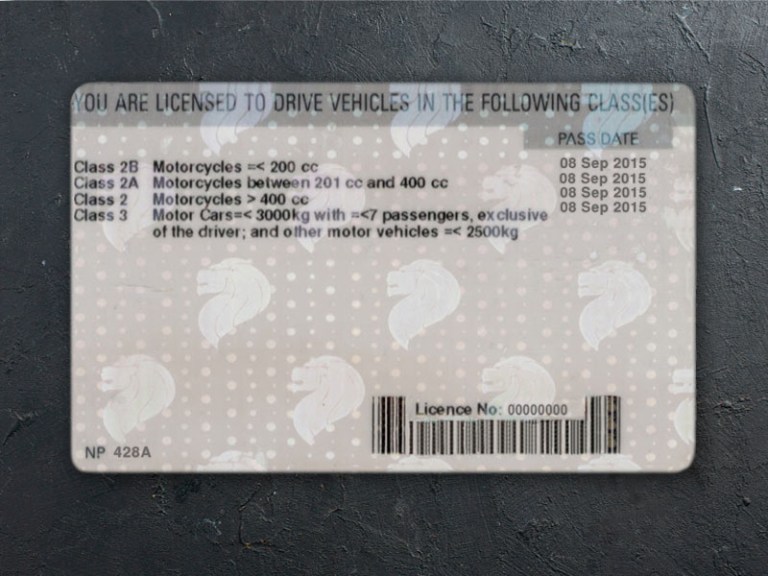 YOU ARE LICENSED TO DRIVE VEHICLES IN THE FOLLOWING CLASS(ES)
PASS DATE
Class 2B Motorcycles =< 200 cc 08 Sep 2015
Class 2A Motorcycles between 201 cc and 400 cc 08 Sep 2015
Class 2 Motorcycles > 400 cc 08 Sep 2015
Class 3 Motor Cars=< 3000kg with =<7 passengers, exclusive 08 Sep 2015
of the driver; and other motor vehicles =< 2500kg
Licence No: 00000000
NP 428A